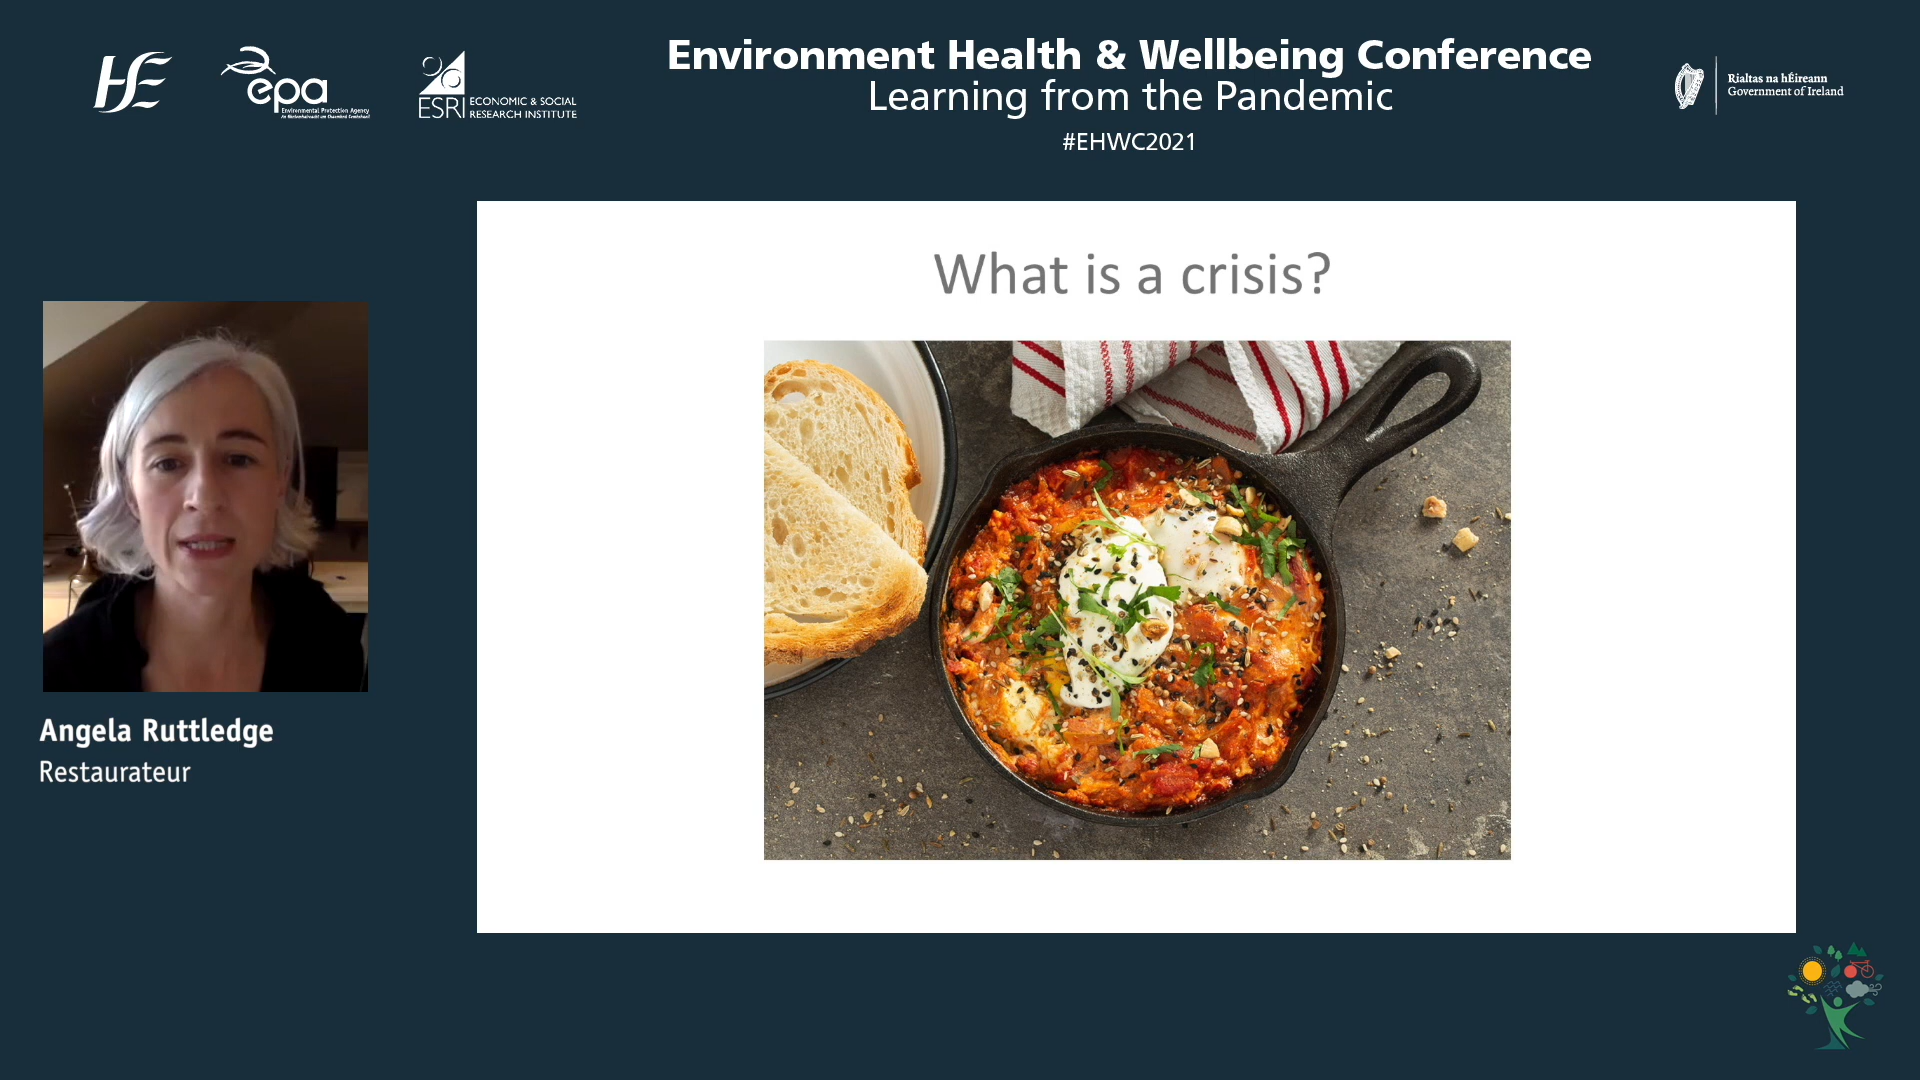 HSE
epa
Environmental Protection Agency
ESRI
ECONOMIC & SOCIAL
RESEARCH INSTITUTE
Environment Health & Wellbeing Conference
Learning from the Pandemic
#EHWC2021
Rialtas na hÉireann
Government of Ireland
What is a crisis?
Angela Ruttledge
Restaurateur